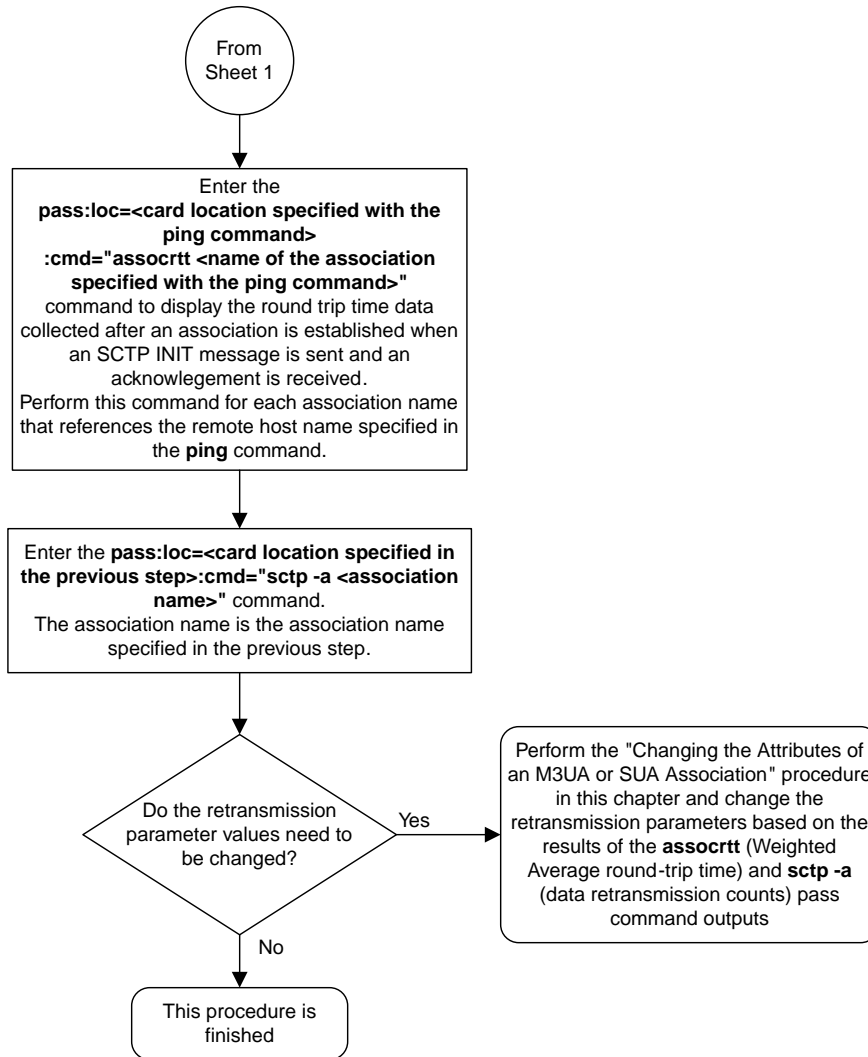 From
Sheet 1
Enter the
pass:loc=<card location specified with the
ping command>
:cmd="assocrtt <name of the association
specified with the ping command>"
command to display the round trip time data
collected after an association is established when
an SCTP INIT message is sent and an
acknowlegement is received.
Perform this command for each association name
that references the remote host name specified in
the ping command.
Enter the pass:loc=<card location specified in
the previous step>:cmd="sctp -a <association
name>" command.
The association name is the association name
specified in the previous step.
Do the retransmission
parameter values need to
be changed?
Yes
Perform the "Changing the Attributes of
an M3UA or SUA Association" procedure
in this chapter and change the
retransmission parameters based on the
results of the assocrtt (Weighted
Average round-trip time) and sctp -a
(data retransmission counts) pass
command outputs
No
This procedure is
finished